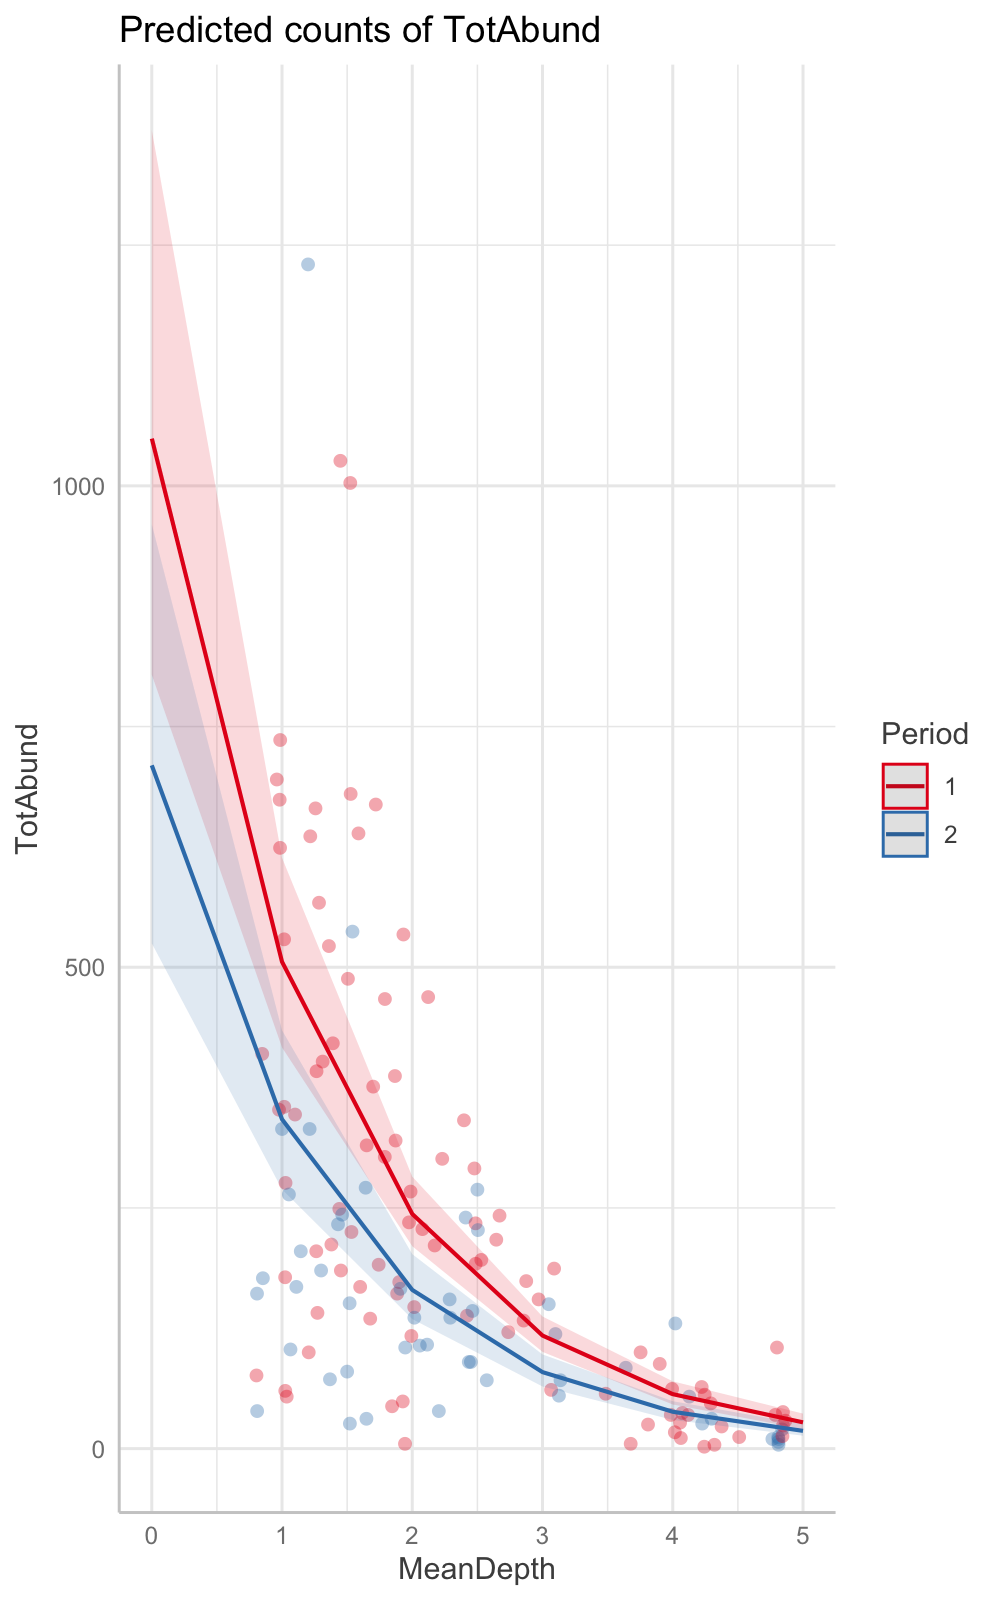 Predicted counts of TotAbund
TotAbund
1000
500
0
0 1 2 3 4 5
MeanDepth
Period
1
2